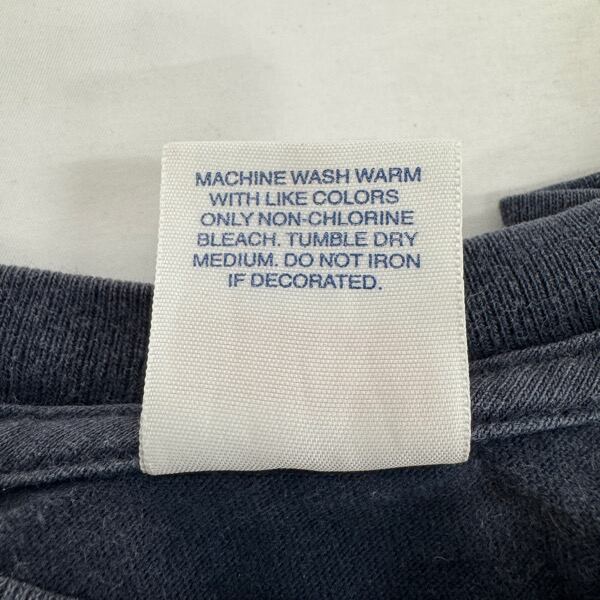 MACHINE WASH WARM
WITH LIKE COLORS
ONLY NON-CHLORINE
BLEACH. TUMBLE DRY
MEDIUM. DO NOT IRON
IF DECORATED.